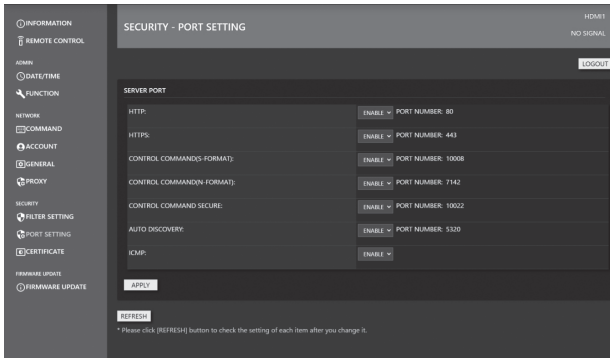 INFORMATION
REMOTE CONTROL
ADMIN
DATE/TIME
FUNCTION
NETWORK
COMMAND
ACCOUNT
GENERAL
PROXY
SECURITY
FILTER SETTING
PORT SETTING
CERTIFICATE
FIRMWARE UPDATE
FIRMWARE UPDATE
SECURITY - PORT SETTING
HDMI1
NO SIGNAL
LOGOUT
SERVER PORT
HTTP: ENABLE PORT NUMBER: 80
HTTPS: ENABLE PORT NUMBER: 443
CONTROL COMMAND(S-FORMAT): ENABLE PORT NUMBER: 10008
CONTROL COMMAND(N-FORMAT): ENABLE PORT NUMBER: 7142
CONTROL COMMAND SECURE: ENABLE PORT NUMBER: 10022
AUTO DISCOVERY: ENABLE PORT NUMBER: 5320
ICMP: ENABLE
APPLY
REFRESH
* Please click [REFRESH] button to check the setting of each item after you change it.